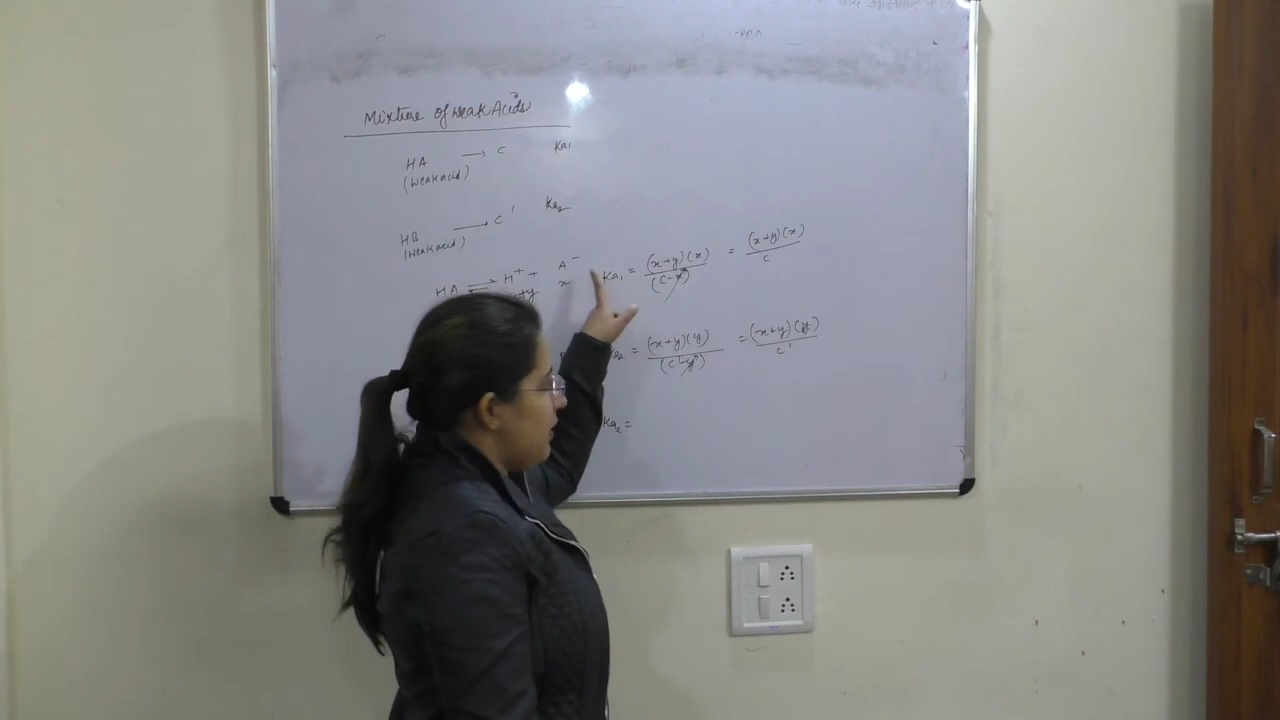 Mixture of Weak Acids
HA ⟶ C Ka₁
(Weak acid)
HB ⟶ C' Ka₂
(Weak acid)
HA ⇌ H⁺ + A⁻
+y x
Ka₁ = (x+y)(x) / (C-x) = (x+y)(x) / C
Ka₂ = (x+y)(y) / (C'-y) = (x+y)(y) / C'
Ka₂ =